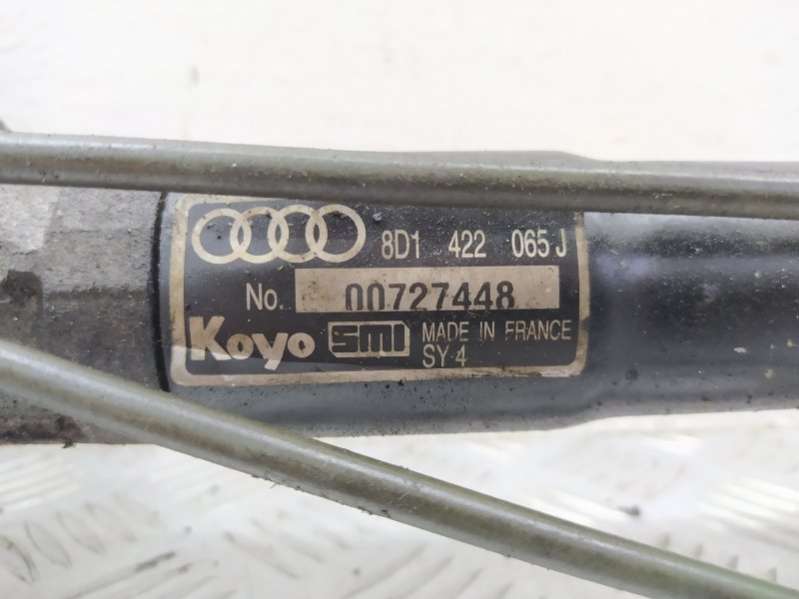 8D1 422 065 J
No. 00727448
Koyo SMI MADE IN FRANCE
SY 4